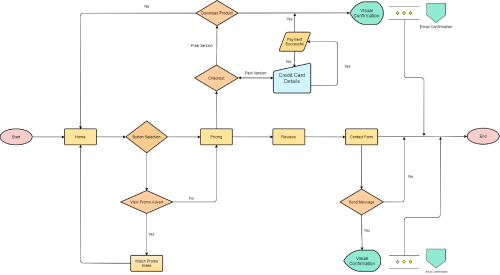 No
Download Product
Visual
Confirmation
Email Confirmation
Yes
Payment
Successful
Free Version
No
Checkout
Paid Version
Credit Card
Details
Yes
Start
Home
Button Selection
Pricing
Reviews
Contact Form
End
View Promo Advert
No
Send Message
No
Yes
Yes
Watch Promo
Video
Visual
Confirmation
Email Confirmation